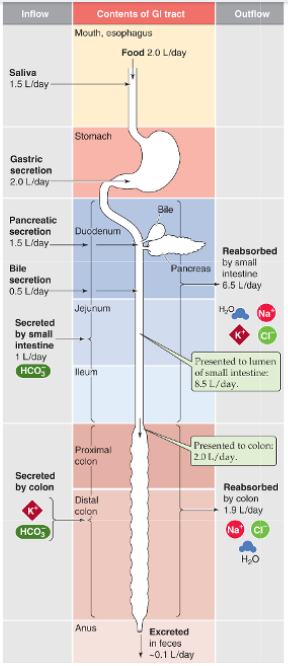 Inflow
Contents of GI tract
Outflow
Mouth, esophagus
Food 2.0 L/day
Saliva
1.5 L/day
Stomach
Gastric
secretion
2.0 L/day
Bile
Pancreatic
secretion
1.5 L/day
Duodenum
Pancreas
Reabsorbed
by small
intestine
6.5 L/day
Bile
secretion
0.5 L/day
Jejunum
H₂O
Na⁺
K⁺
Cl⁻
Secreted
by small
intestine
1 L/day
HCO₃⁻
Presented to lumen
of small intestine:
8.5 L/day.
Ileum
Presented to colon:
2.0 L/day.
Proximal
colon
Secreted
by colon
K⁺
HCO₃⁻
Distal
colon
Reabsorbed
by colon
1.9 L/day
Na⁺
Cl⁻
H₂O
Anus
Excreted
in feces
~0.1 L/day